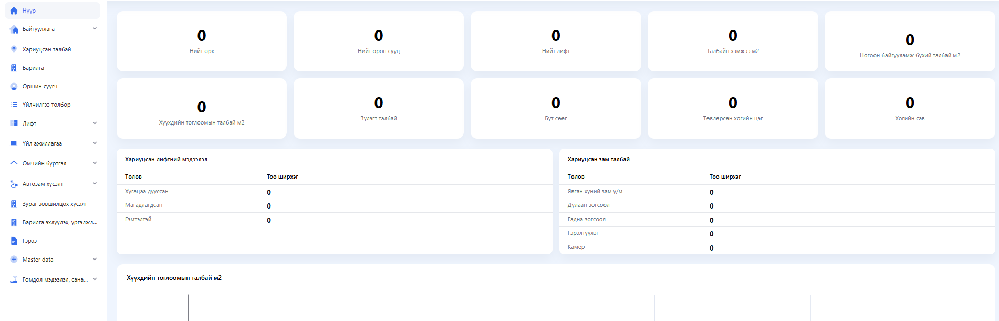 Нүүр
Байгууллага
Хариуцсан талбай
Барилга
Оршин суугч
Үйлчилгээ төлбөр
Лифт
Үйл ажиллагаа
Өмчийн бүртгэл
Автозам хүсэлт
Зураг зөвшилцөх хүсэлт
Барилга эхлүүлэх, үргэлжл...
Гэрээ
Master data
Гомдол мэдээлэл, сана...
0
Нийт өрх
0
Нийт орон сууц
0
Нийт лифт
0
Талбайн хэмжээ м2
0
Ногоон байгууламж бүхий талбай м2
0
Хүүхдийн тоглоомын талбай м2
0
Зүлэгт талбай
0
Бут сөөг
0
Төвлөрсөн хогийн цэг
0
Хогийн сав
Хариуцсан лифтний мэдээлэл
Төлөв Тоо ширхэг
Хугацаа дууссан 0
Магадлагдсан 0
Гэмтэлтэй 0
Хариуцсан зам талбай
Төлөв Тоо ширхэг
Явган хүний зам у/м 0
Дулаан зогсоол 0
Гадна зогсоол 0
Гэрэлтүүлэг 0
Камер 0
Хүүхдийн тоглоомын талбай м2